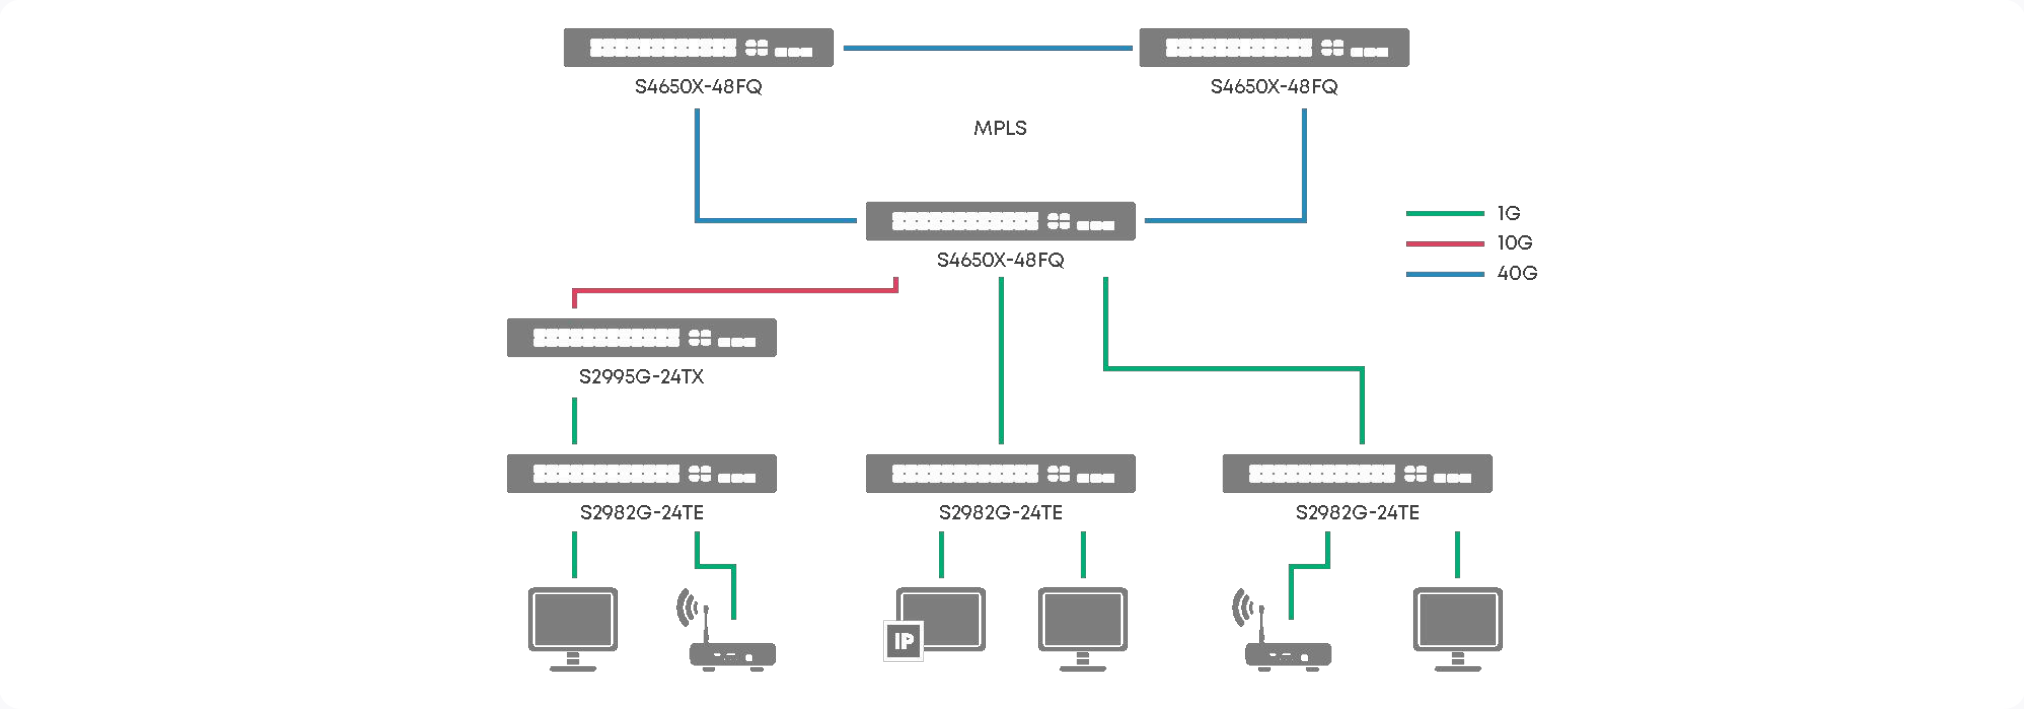 S4650X-48FQ
S4650X-48FQ
MPLS
S4650X-48FQ
1G
10G
40G
S2995G-24TX
S2982G-24TE
S2982G-24TE
S2982G-24TE
IP